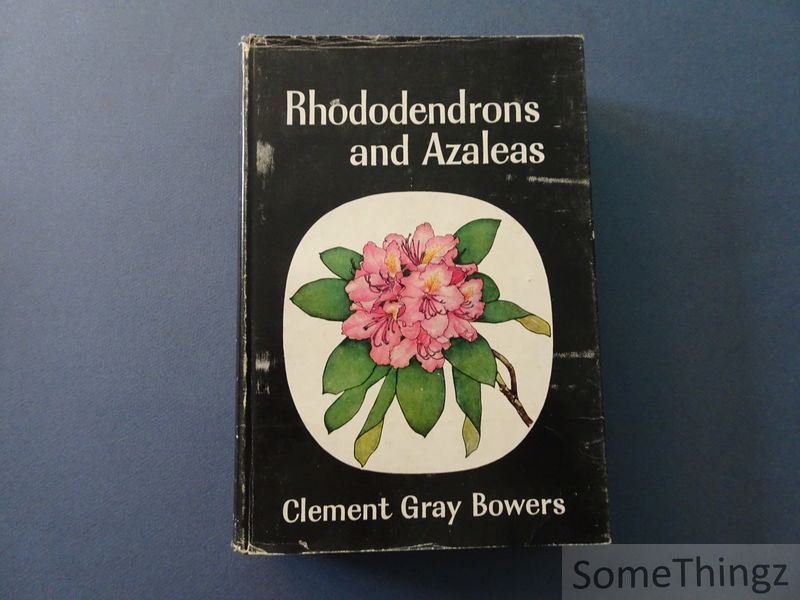 Rhododendrons
and Azaleas
Clement Gray Bowers
SomeThingz